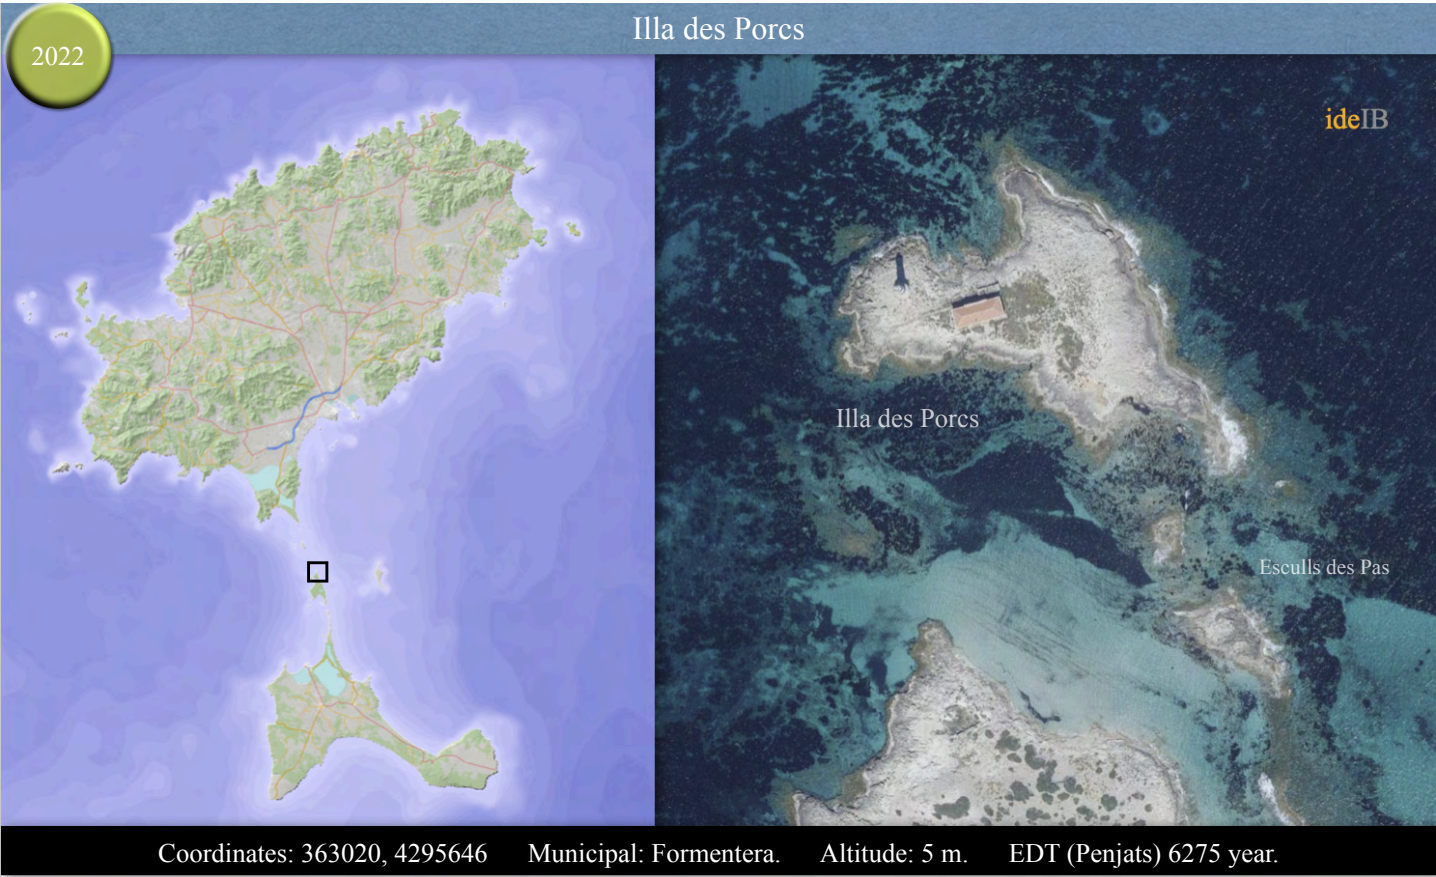 Illa des Porcs
2022
ideIB
Illa des Porcs
Esculls des Pas
Coordinates: 363020, 4295646 Municipal: Formentera. Altitude: 5 m. EDT (Penjats) 6275 year.